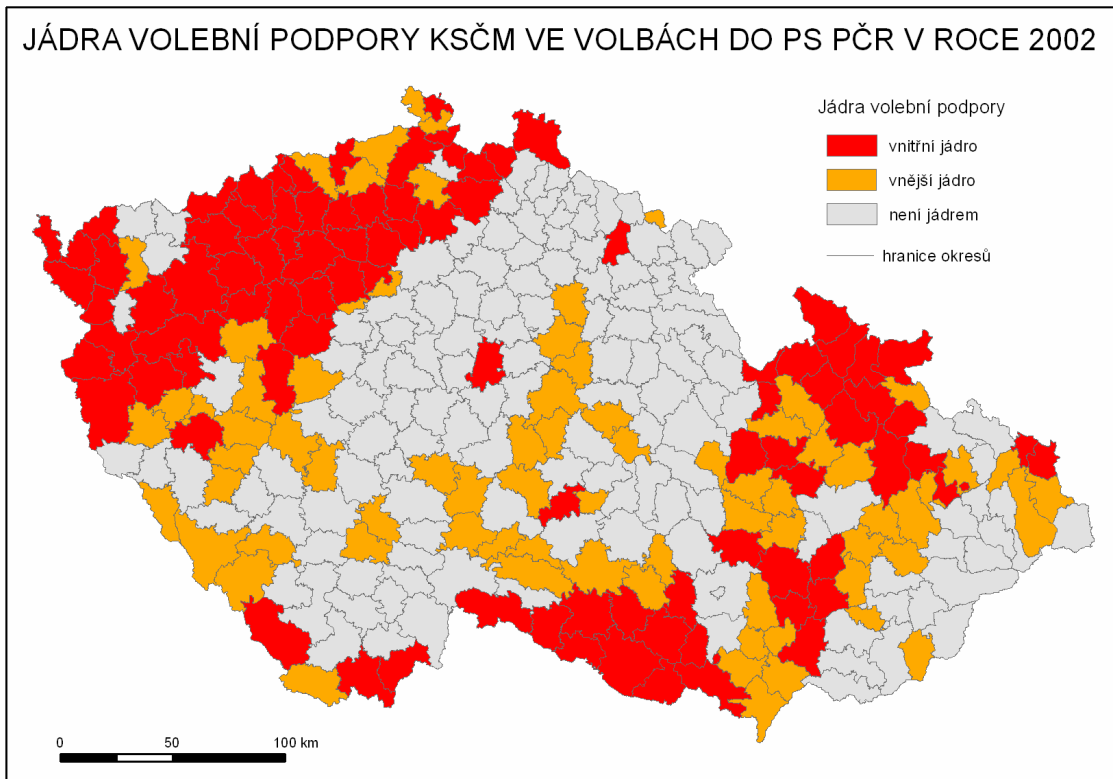 JÁDRA VOLEBNÍ PODPORY KSČM VE VOLBÁCH DO PS PČR V ROCE 2002
Jádra volební podpory
vnitřní jádro
vnější jádro
není jádrem
hranice okresů
0 50 100 km